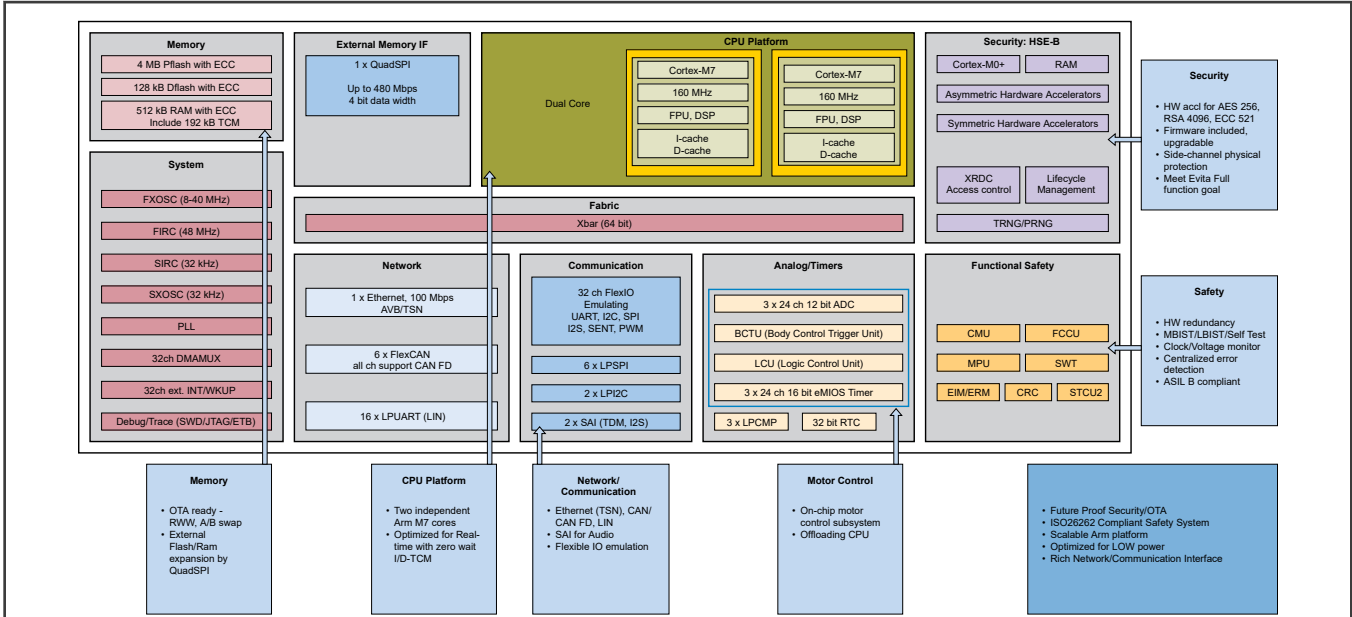 Memory
4 MB Pflash with ECC
128 kB Dflash with ECC
512 kB RAM with ECC
Include 192 kB TCM
External Memory IF
1 x QuadSPI
Up to 480 Mbps
4 bit data width
CPU Platform
Dual Core
Cortex-M7
160 MHz
FPU, DSP
I-cache
D-cache
Cortex-M7
160 MHz
FPU, DSP
I-cache
D-cache
Security: HSE-B
Cortex-M0+
RAM
Asymmetric Hardware Accelerators
Symmetric Hardware Accelerators
XRDC
Access control
Lifecycle
Management
TRNG/PRNG
Security
• HW accl for AES 256,
RSA 4096, ECC 521
• Firmware included,
upgradable
• Side-channel physical
protection
• Meet Evita Full
function goal
System
FXOSC (8-40 MHz)
FIRC (48 MHz)
SIRC (32 kHz)
SXOSC (32 kHz)
PLL
32ch DMAMUX
32ch ext. INT/WKUP
Debug/Trace (SWD/JTAG/ETB)
Fabric
Xbar (64 bit)
Network
1 x Ethernet, 100 Mbps
AVB/TSN
6 x FlexCAN
all ch support CAN FD
16 x LPUART (LIN)
Communication
32 ch FlexIO
Emulating
UART, I2C, SPI
I2S, SENT, PWM
6 x LPSPI
2 x LPI2C
2 x SAI (TDM, I2S)
Analog/Timers
3 x 24 ch 12 bit ADC
BCTU (Body Control Trigger Unit)
LCU (Logic Control Unit)
3 x 24 ch 16 bit eMIOS Timer
3 x LPCMP
32 bit RTC
Functional Safety
CMU
FCCU
MPU
SWT
EIM/ERM
CRC
STCU2
Safety
• HW redundancy
• MBIST/LBIST/Self Test
• Clock/Voltage monitor
• Centralized error
detection
• ASIL B compliant
Memory
• OTA ready -
RWW, A/B swap
• External
Flash/Ram
expansion by
QuadSPI
CPU Platform
• Two independent
Arm M7 cores
• Optimized for Real-
time with zero wait
I/D-TCM
Network/
Communication
• Ethernet (TSN), CAN/
CAN FD, LIN
• SAI for Audio
• Flexible IO emulation
Motor Control
• On-chip motor
control subsystem
• Offloading CPU
• Future Proof Security/OTA
• ISO26262 Compliant Safety System
• Scalable Arm platform
• Optimized for LOW power
• Rich Network/Communication Interface